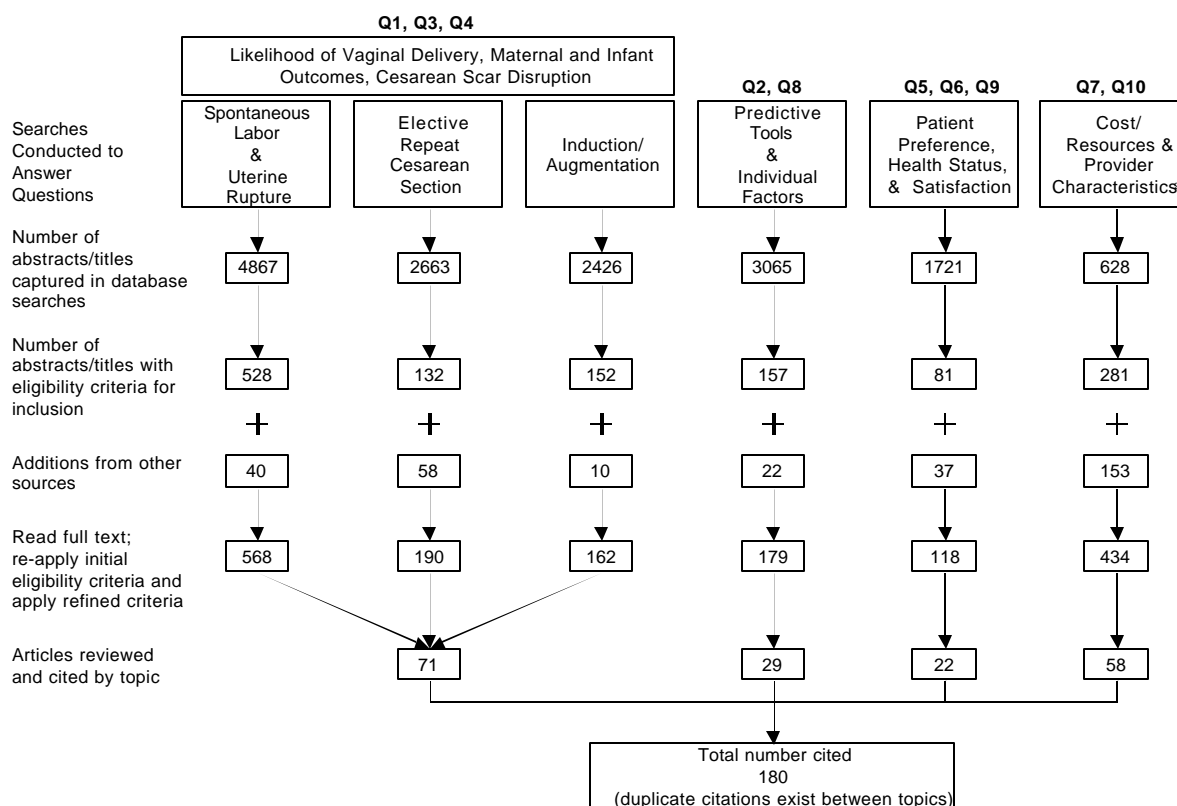 Q1, Q3, Q4
Likelihood of Vaginal Delivery, Maternal and Infant
Outcomes, Cesarean Scar Disruption
Q2, Q8
Q5, Q6, Q9
Q7, Q10
Searches
Conducted to
Answer
Questions
Spontaneous
Labor
&
Uterine
Rupture
Elective
Repeat
Cesarean
Section
Induction/
Augmentation
Predictive
Tools
&
Individual
Factors
Patient
Preference,
Health Status,
& Satisfaction
Cost/
Resources &
Provider
Characteristics
Number of
abstracts/titles
captured in database
searches
4867
2663
2426
3065
1721
628
Number of
abstracts/titles with
eligibility criteria for
inclusion
528
132
152
157
81
281
+
+
+
+
+
+
Additions from other
sources
40
58
10
22
37
153
Read full text;
re-apply initial
eligibility criteria and
apply refined criteria
568
190
162
179
118
434
Articles reviewed
and cited by topic
71
29
22
58
Total number cited
180
(duplicate citations exist between topics)